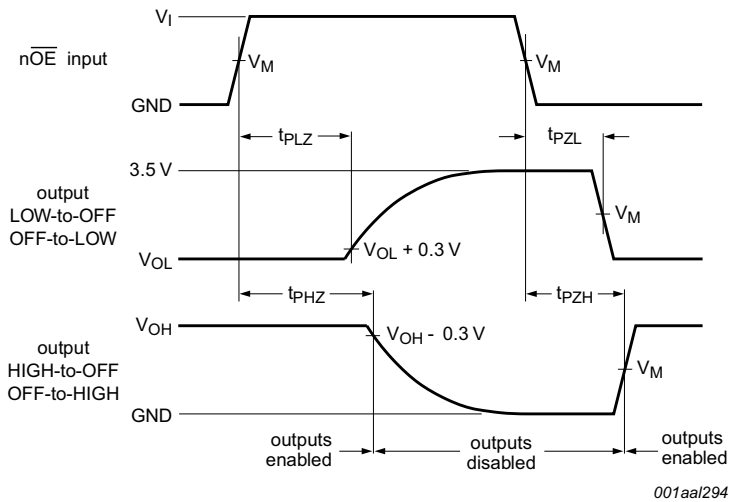 V_I
nOE input
V_M
V_M
GND
t_PLZ
t_PZL
3.5 V
output
LOW-to-OFF
OFF-to-LOW
V_M
V_OL + 0.3 V
V_OL
t_PHZ
t_PZH
V_OH
V_OH - 0.3 V
output
HIGH-to-OFF
OFF-to-HIGH
V_M
GND
outputs
enabled
outputs
disabled
outputs
enabled
001aal294